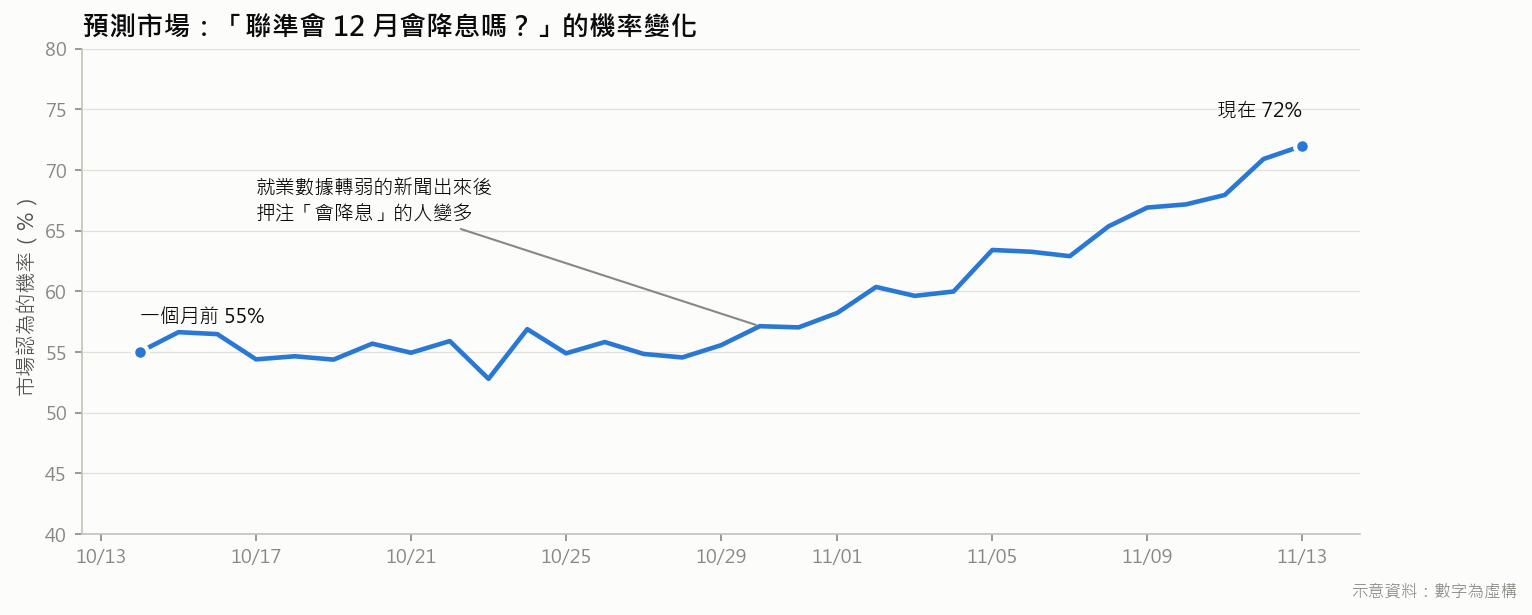 預測市場：「聯準會 12 月會降息嗎？」的機率變化
市場認為的機率（%）
80
75
70
65
60
55
50
45
40
現在 72%
就業數據轉弱的新聞出來後
押注「會降息」的人變多
一個月前 55%
10/13 10/17 10/21 10/25 10/29 11/01 11/05 11/09 11/13
示意資料：數字為虛構